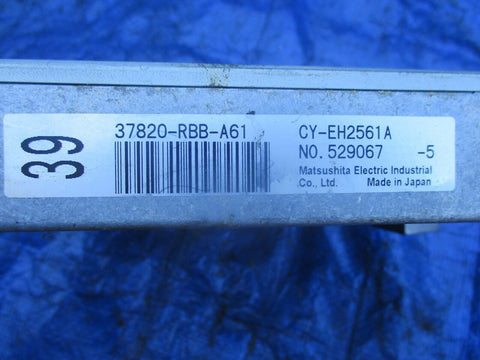 39
37820-RBB-A61
CY-EH2561A
NO.529067 -5
Matsushita Electric Industrial
Co., Ltd. Made in Japan